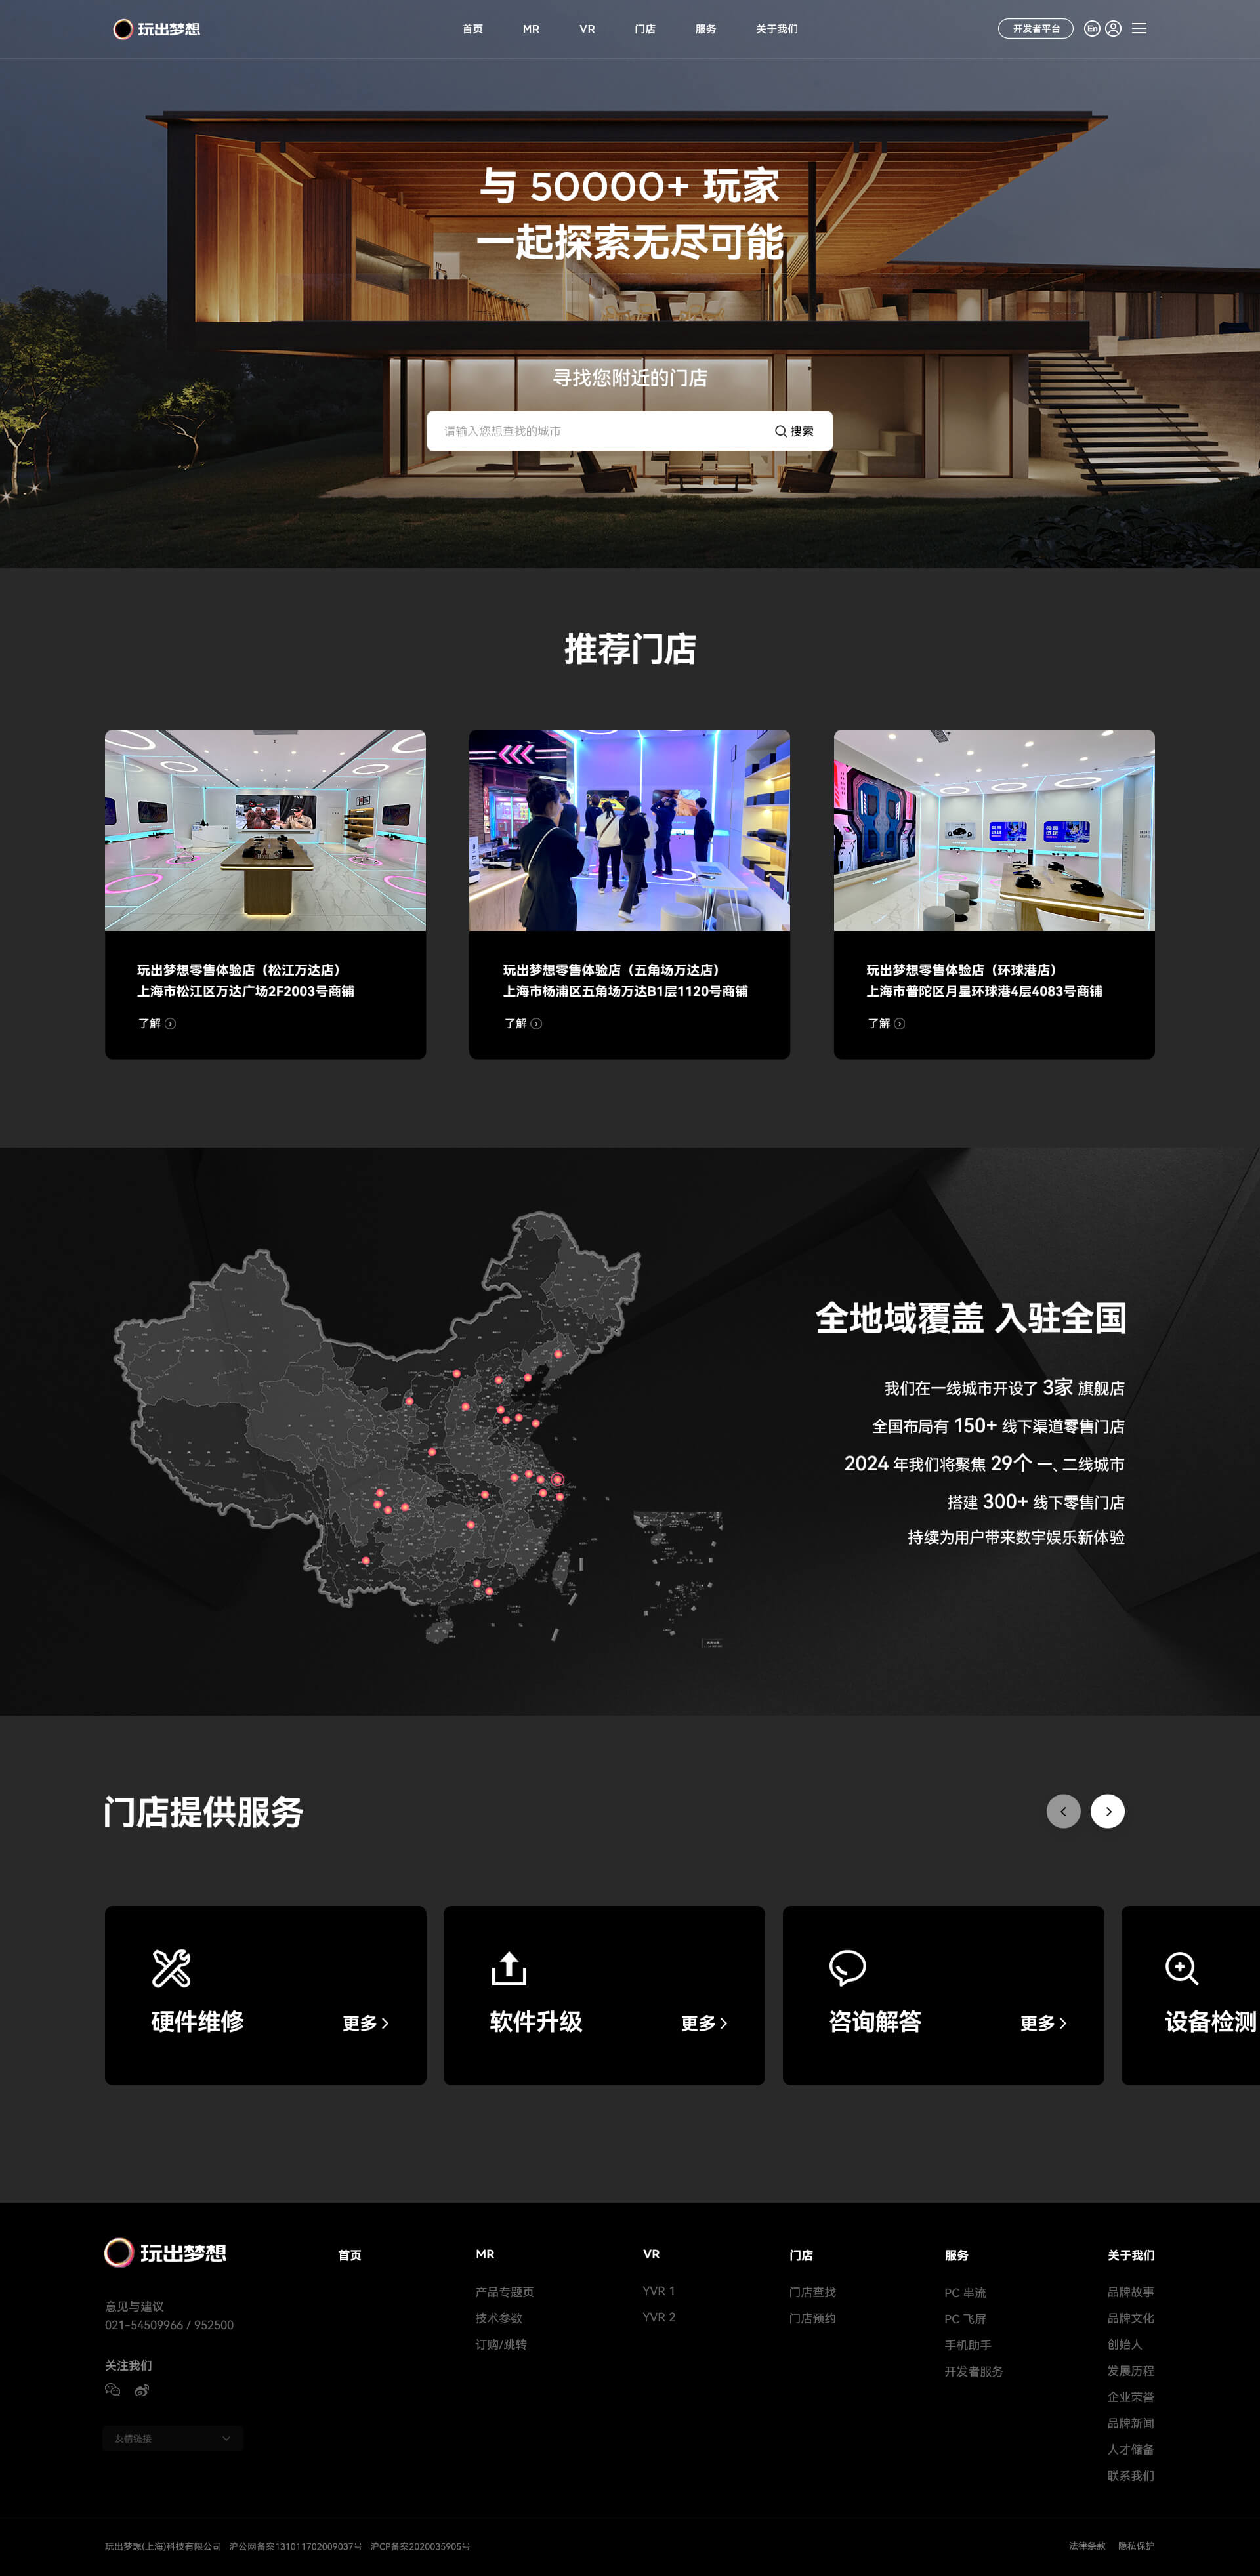 玩出梦想
首页
MR
VR
门店
服务
关于我们
开发者平台
En
与 50000+ 玩家
一起探索无尽可能
寻找您附近的门店
请输入您想查找的城市
搜索
推荐门店
玩出梦想零售体验店（松江万达店）
上海市松江区万达广场2F2003号商铺
了解
玩出梦想零售体验店（五角场万达店）
上海市杨浦区五角场万达B1层1120号商铺
了解
玩出梦想零售体验店（环球港店）
上海市普陀区月星环球港4层4083号商铺
了解
全地域覆盖 入驻全国
我们在一线城市开设了 3家 旗舰店
全国布局有 150+ 线下渠道零售门店
2024 年我们将聚焦 29个 一、二线城市
搭建 300+ 线下零售门店
持续为用户带来数字娱乐新体验
门店提供服务
硬件维修
更多
软件升级
更多
咨询解答
更多
设备检测
玩出梦想
意见与建议
021-54509966 / 952500
关注我们
友情链接
首页
MR
产品专题页
技术参数
订购/跳转
VR
YVR 1
YVR 2
门店
门店查找
门店预约
服务
PC 串流
PC 飞屏
手机助手
开发者服务
关于我们
品牌故事
品牌文化
创始人
发展历程
企业荣誉
品牌新闻
人才储备
联系我们
玩出梦想(上海)科技有限公司 沪公网备案131011702009037号 沪CP备案2020035905号
法律条款 隐私保护